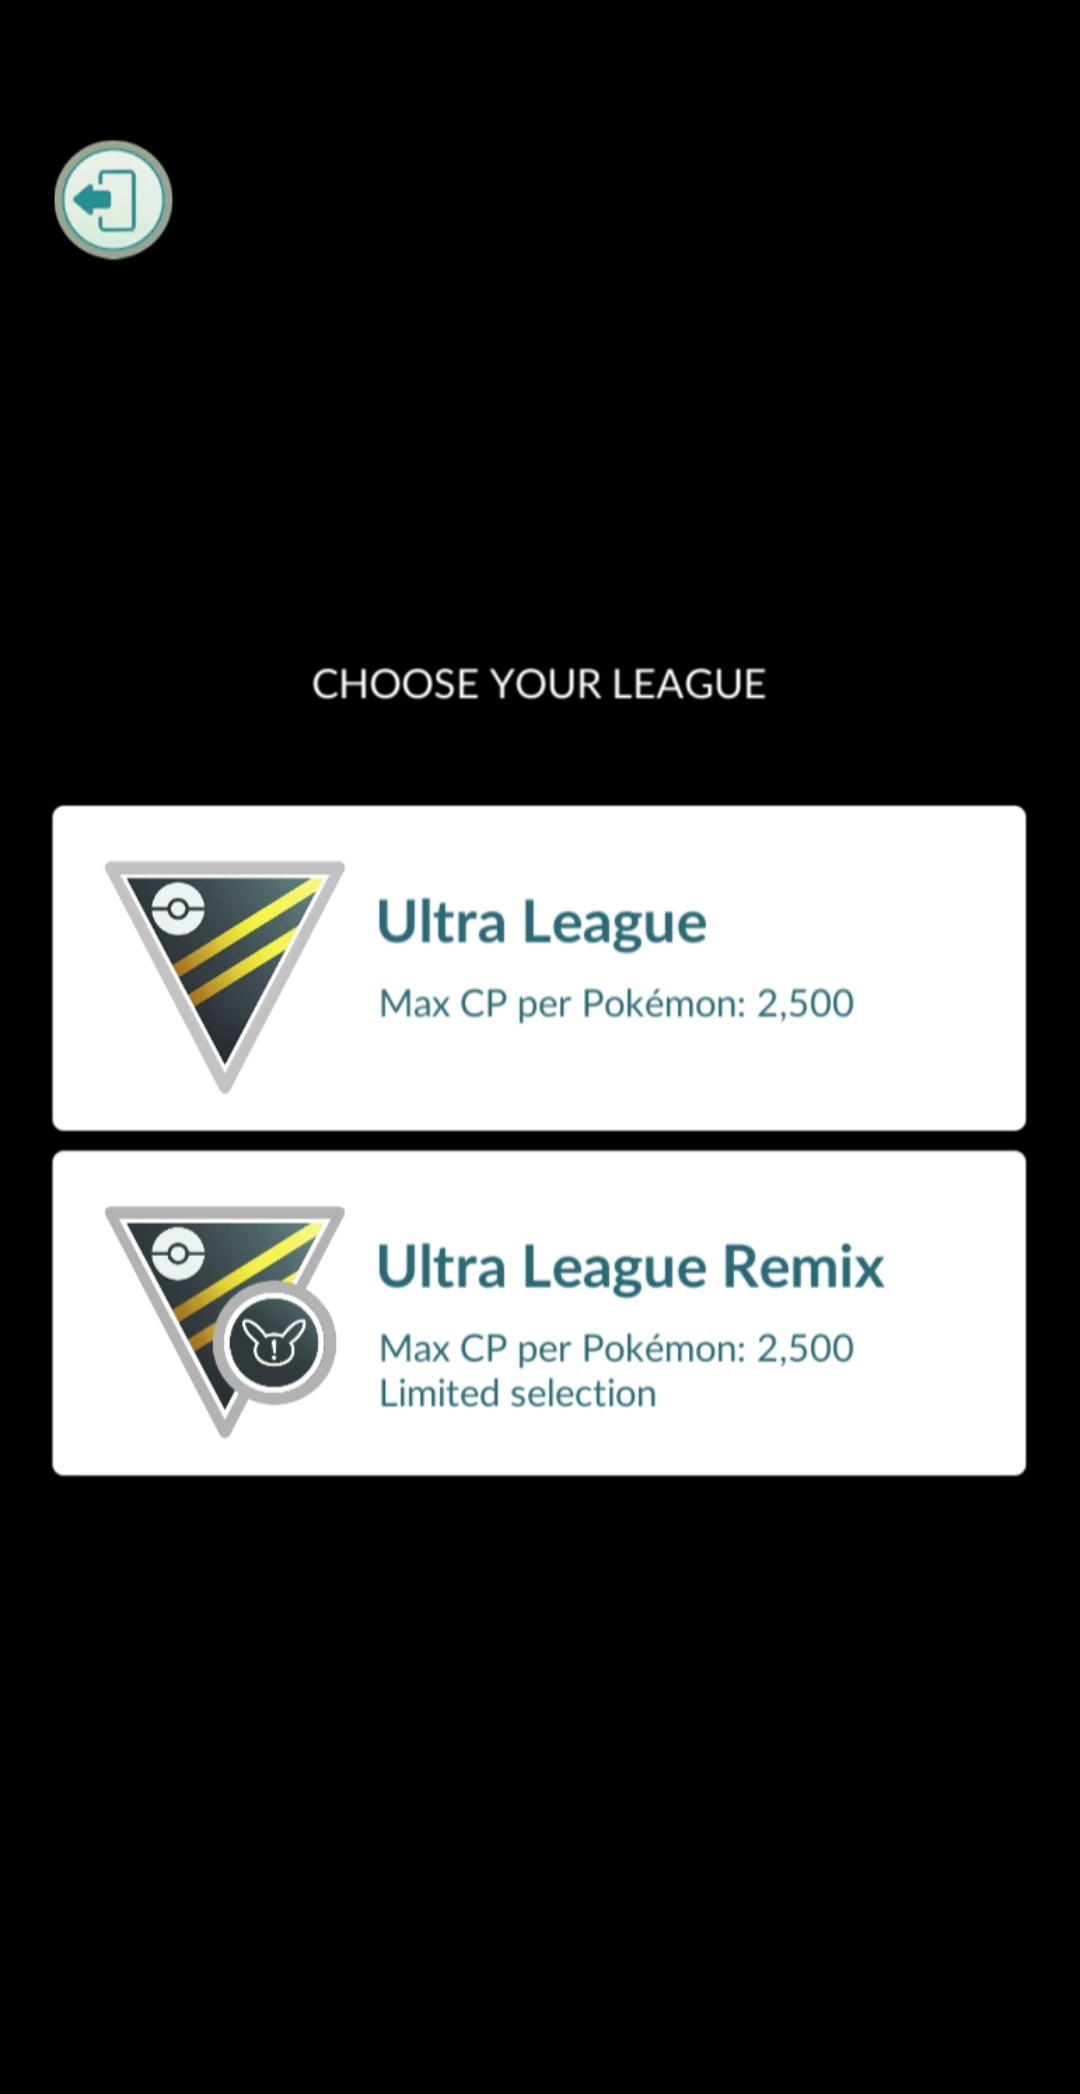 CHOOSE YOUR LEAGUE
Ultra League
Max CP per Pokémon: 2,500
Ultra League Remix
Max CP per Pokémon: 2,500
Limited selection